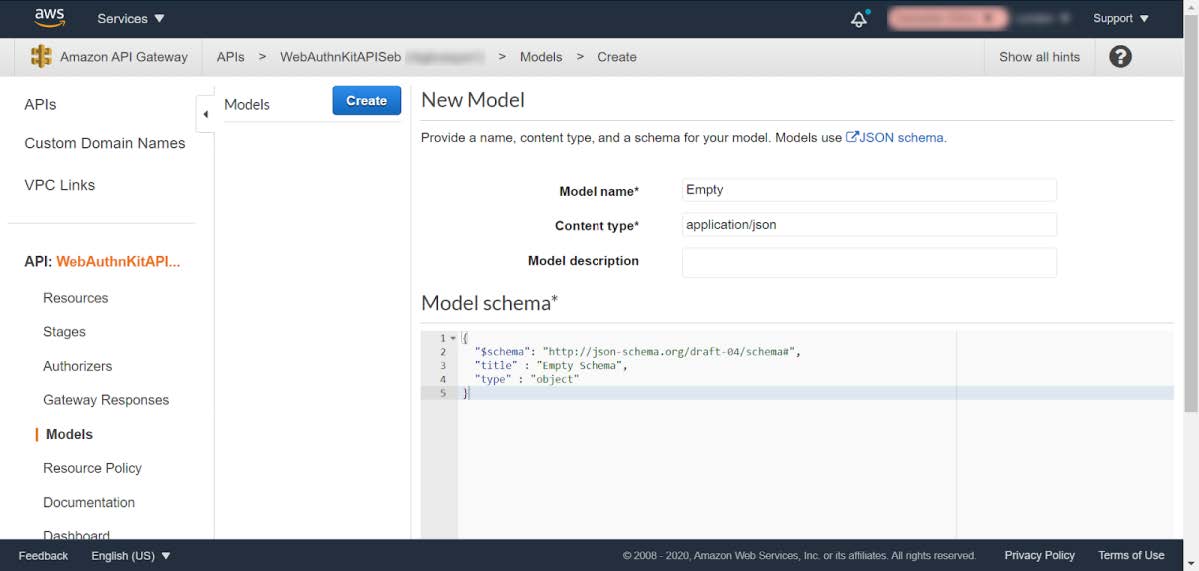 aws Services Support
Amazon API Gateway APIs > WebAuthnKitAPISeb > Models > Create Show all hints ?
APIs
Custom Domain Names
VPC Links
API: WebAuthnKitAPI...
Resources
Stages
Authorizers
Gateway Responses
Models
Resource Policy
Documentation
Dashboard
Models Create
New Model
Provide a name, content type, and a schema for your model. Models use JSON schema.
Model name* Empty
Content type* application/json
Model description
Model schema*
1 {
2 "$schema": "http://json-schema.org/draft-04/schema#",
3 "title" : "Empty Schema",
4 "type" : "object"
5 }
Feedback English (US) © 2008 - 2020, Amazon Web Services, Inc. or its affiliates. All rights reserved. Privacy Policy Terms of Use